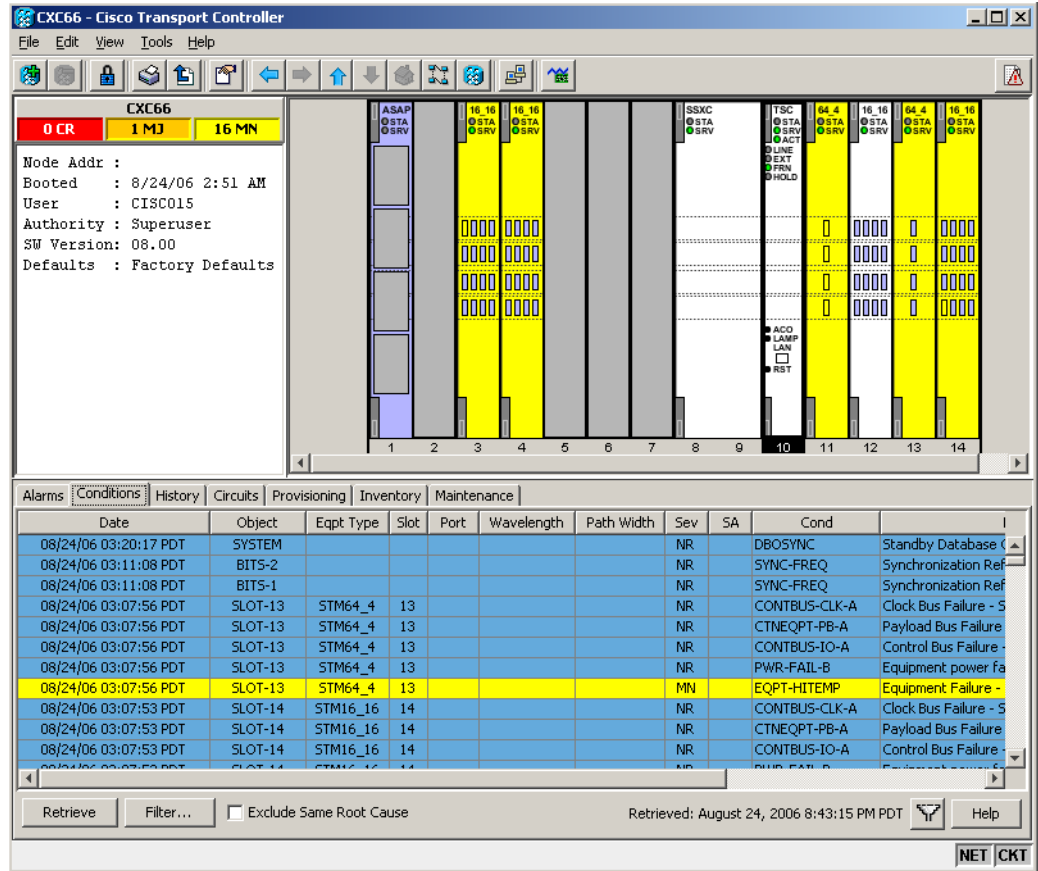 CXC66 - Cisco Transport Controller
File Edit View Tools Help
CXC66
0 CR 1 MJ 16 MN
Node Addr :
Booted : 8/24/06 2:51 AM
User : CISCO15
Authority : Superuser
SW Version: 08.00
Defaults : Factory Defaults
ASAP 16_16 16_16 SSXC TSC 64_4 16_16 64_4 16_16
STA STA STA STA STA STA STA STA STA
SRV SRV SRV SRV SRV SRV SRV SRV SRV
ACT
LINE
EXT
FRN
HOLD
ACO
LAMP
LAN
RST
1 2 3 4 5 6 7 8 9 10 11 12 13 14
Alarms Conditions History Circuits Provisioning Inventory Maintenance
Date Object Eqpt Type Slot Port Wavelength Path Width Sev SA Cond
08/24/06 03:20:17 PDT SYSTEM NR DBOSYNC Standby Database
08/24/06 03:11:08 PDT BITS-2 NR SYNC-FREQ Synchronization Ref
08/24/06 03:11:08 PDT BITS-1 NR SYNC-FREQ Synchronization Ref
08/24/06 03:07:56 PDT SLOT-13 STM64_4 13 NR CONTBUS-CLK-A Clock Bus Failure - S
08/24/06 03:07:56 PDT SLOT-13 STM64_4 13 NR CTNEQPT-PB-A Payload Bus Failure
08/24/06 03:07:56 PDT SLOT-13 STM64_4 13 NR CONTBUS-IO-A Control Bus Failure -
08/24/06 03:07:56 PDT SLOT-13 STM64_4 13 NR PWR-FAIL-B Equipment power fa
08/24/06 03:07:56 PDT SLOT-13 STM64_4 13 MN EQPT-HITEMP Equipment Failure -
08/24/06 03:07:53 PDT SLOT-14 STM16_16 14 NR CONTBUS-CLK-A Clock Bus Failure - S
08/24/06 03:07:53 PDT SLOT-14 STM16_16 14 NR CTNEQPT-PB-A Payload Bus Failure
08/24/06 03:07:53 PDT SLOT-14 STM16_16 14 NR CONTBUS-IO-A Control Bus Failure -
Retrieve Filter... Exclude Same Root Cause Retrieved: August 24, 2006 8:43:15 PM PDT Help
NET CKT